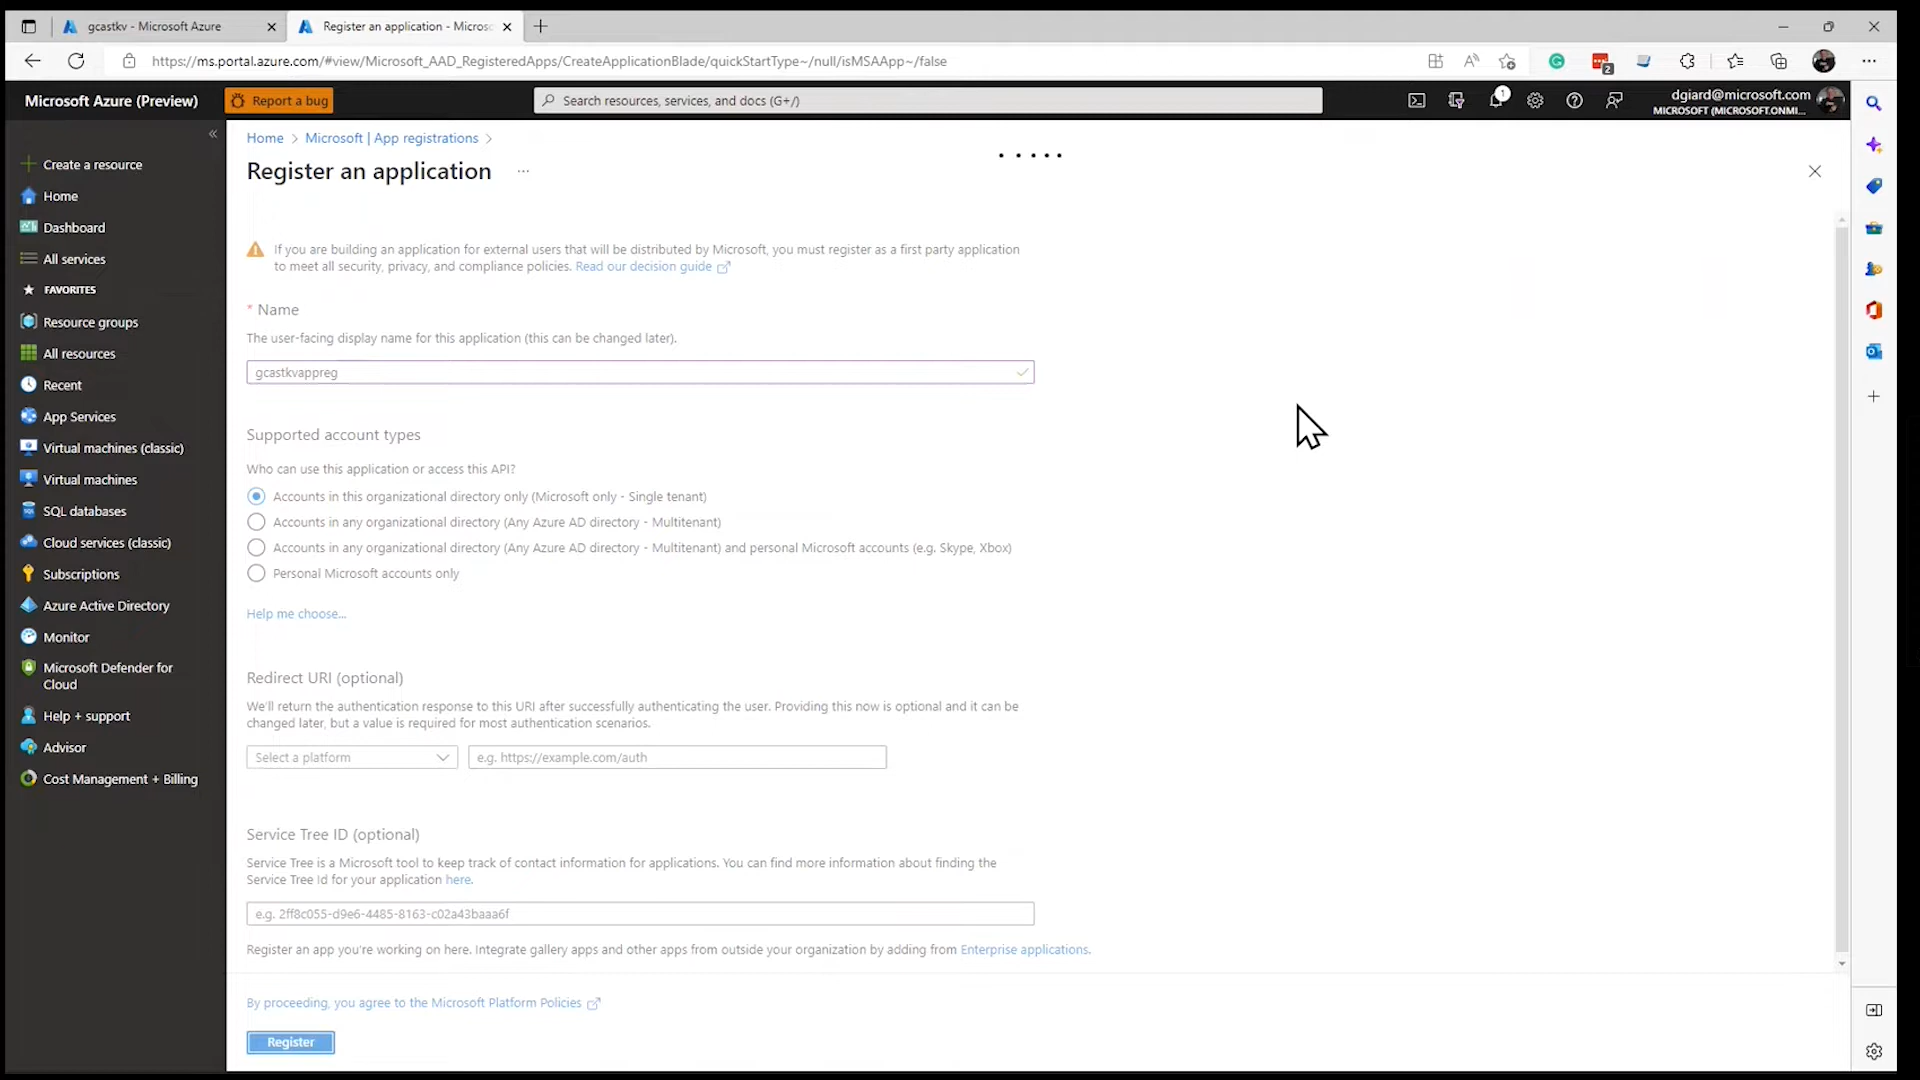 gcastkv - Microsoft Azure
Register an application - Micros
https://ms.portal.azure.com/#view/Microsoft_AAD_RegisteredApps/CreateApplicationBlade/quickStartType~/null/isMSAApp~/false
2
Microsoft Azure (Preview)
Report a bug
Search resources, services, and docs (G+/)
1
dgiard@microsoft.com
MICROSOFT (MICROSOFT.ONMI...
Create a resource
Home
Dashboard
All services
FAVORITES
Resource groups
All resources
Recent
App Services
Virtual machines (classic)
Virtual machines
SQL databases
Cloud services (classic)
Subscriptions
Azure Active Directory
Monitor
Microsoft Defender for
Cloud
Help + support
Advisor
Cost Management + Billing
Home > Microsoft | App registrations >
Register an application ...
If you are building an application for external users that will be distributed by Microsoft, you must register as a first party application
to meet all security, privacy, and compliance policies. Read our decision guide
* Name
The user-facing display name for this application (this can be changed later).
gcastkvappreg
Supported account types
Who can use this application or access this API?
Accounts in this organizational directory only (Microsoft only - Single tenant)
Accounts in any organizational directory (Any Azure AD directory - Multitenant)
Accounts in any organizational directory (Any Azure AD directory - Multitenant) and personal Microsoft accounts (e.g. Skype, Xbox)
Personal Microsoft accounts only
Help me choose...
Redirect URI (optional)
We'll return the authentication response to this URI after successfully authenticating the user. Providing this now is optional and it can be
changed later, but a value is required for most authentication scenarios.
Select a platform
e.g. https://example.com/auth
Service Tree ID (optional)
Service Tree is a Microsoft tool to keep track of contact information for applications. You can find more information about finding the
Service Tree Id for your application here.
e.g. 2ff8c055-d9e6-4485-8163-c02a43baaa6f
Register an app you're working on here. Integrate gallery apps and other apps from outside your organization by adding from Enterprise applications.
By proceeding, you agree to the Microsoft Platform Policies
Register